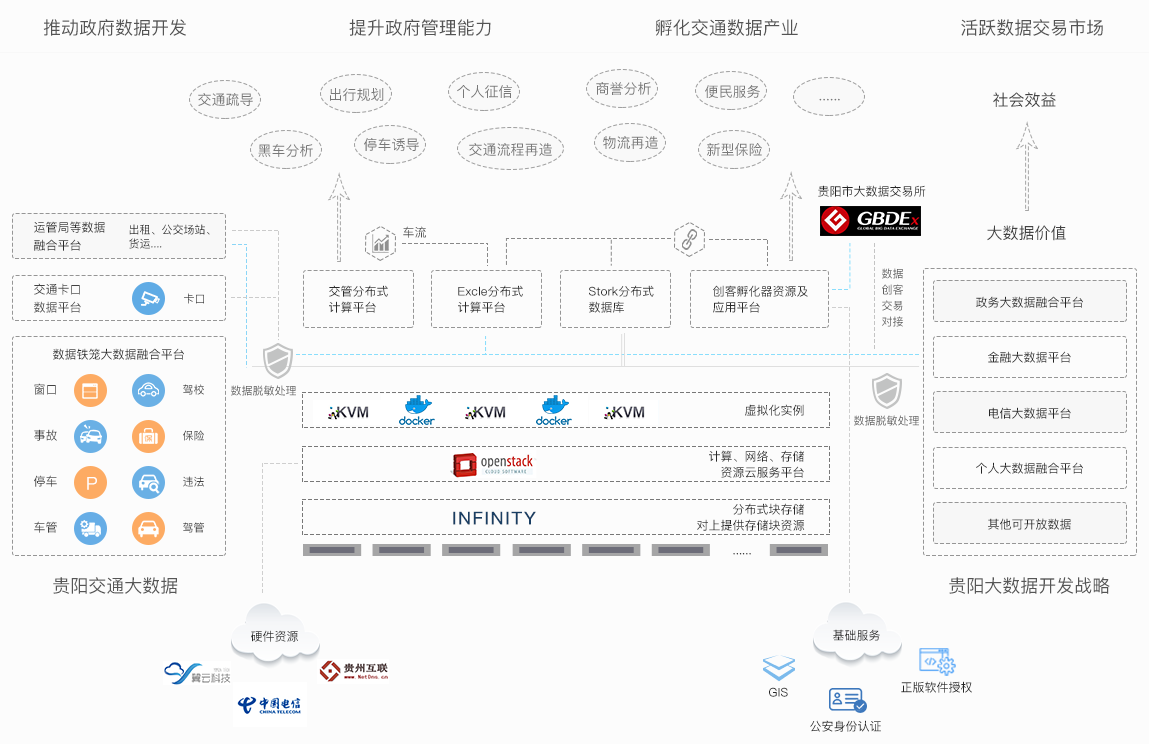 推动政府数据开发
提升政府管理能力
孵化交通数据产业
活跃数据交易市场
交通疏导
出行规划
个人征信
商誉分析
便民服务
......
黑车分析
停车诱导
交通流程再造
物流再造
新型保险
社会效益
大数据价值
贵阳市大数据交易所
GBDEx
GLOBAL BIG DATA EXCHANGE
运管局等数据
融合平台
出租、公交场站、
货运....
交通卡口
数据平台
卡口
数据铁笼大数据融合平台
窗口
驾校
事故
保险
停车
P
违法
车管
驾管
贵阳交通大数据
车流
交管分布式
计算平台
Excle分布式
计算平台
Stork分布式
数据库
创客孵化器资源及
应用平台
数据
创客
交易
对接
数据脱敏处理
数据脱敏处理
KVM
docker
KVM
docker
KVM
虚拟化实例
openstack
CLOUD SOFTWARE
计算、网络、存储
资源云服务平台
INFINITY
分布式块存储
对上提供存储块资源
......
政务大数据融合平台
金融大数据平台
电信大数据平台
个人大数据融合平台
其他可开放数据
贵阳大数据开发战略
硬件资源
翼云科技
贵州互联
www.NetDns.cn
中国电信
CHINA TELECOM
基础服务
GIS
公安身份认证
正版软件授权